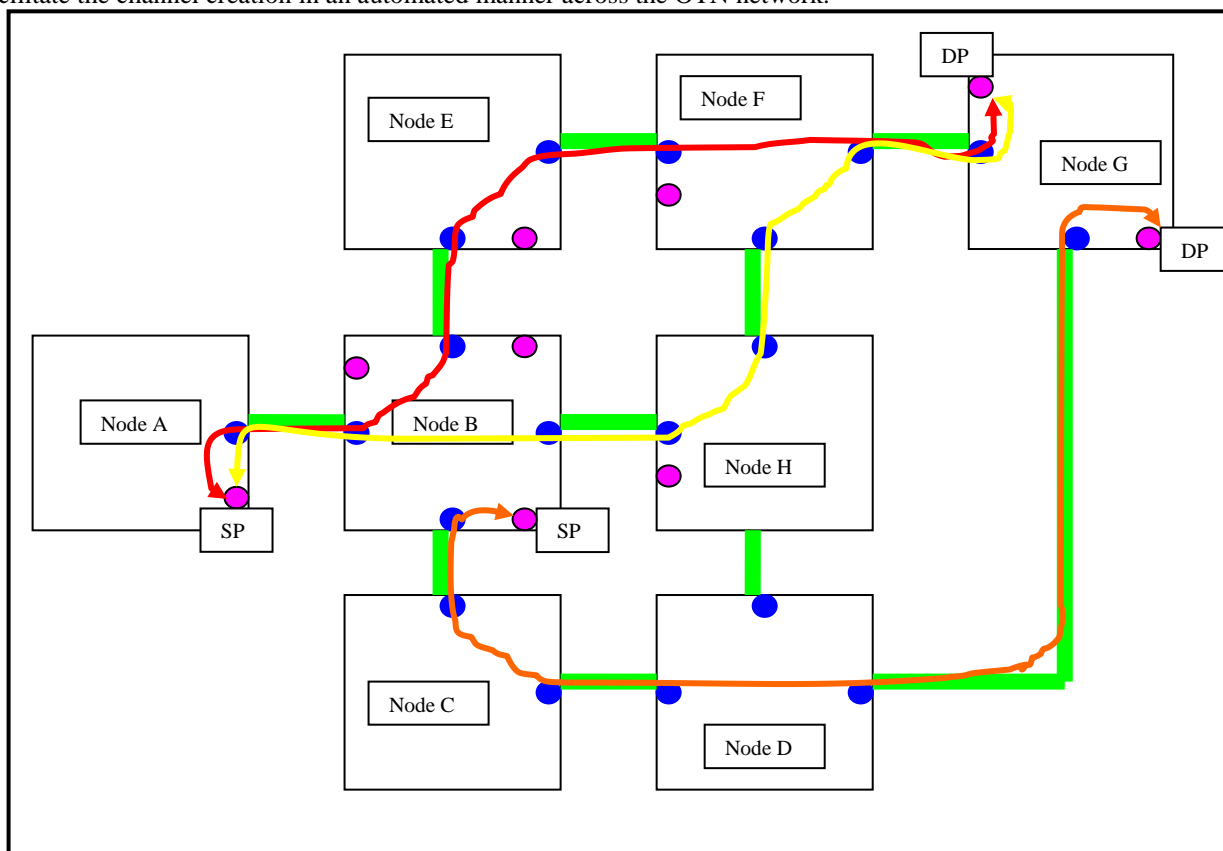 cilitate the channel creation in an automated manner across the OTN network.
DP
Node E
Node F
Node G
DP
Node A
Node B
Node H
SP
SP
Node C
Node D